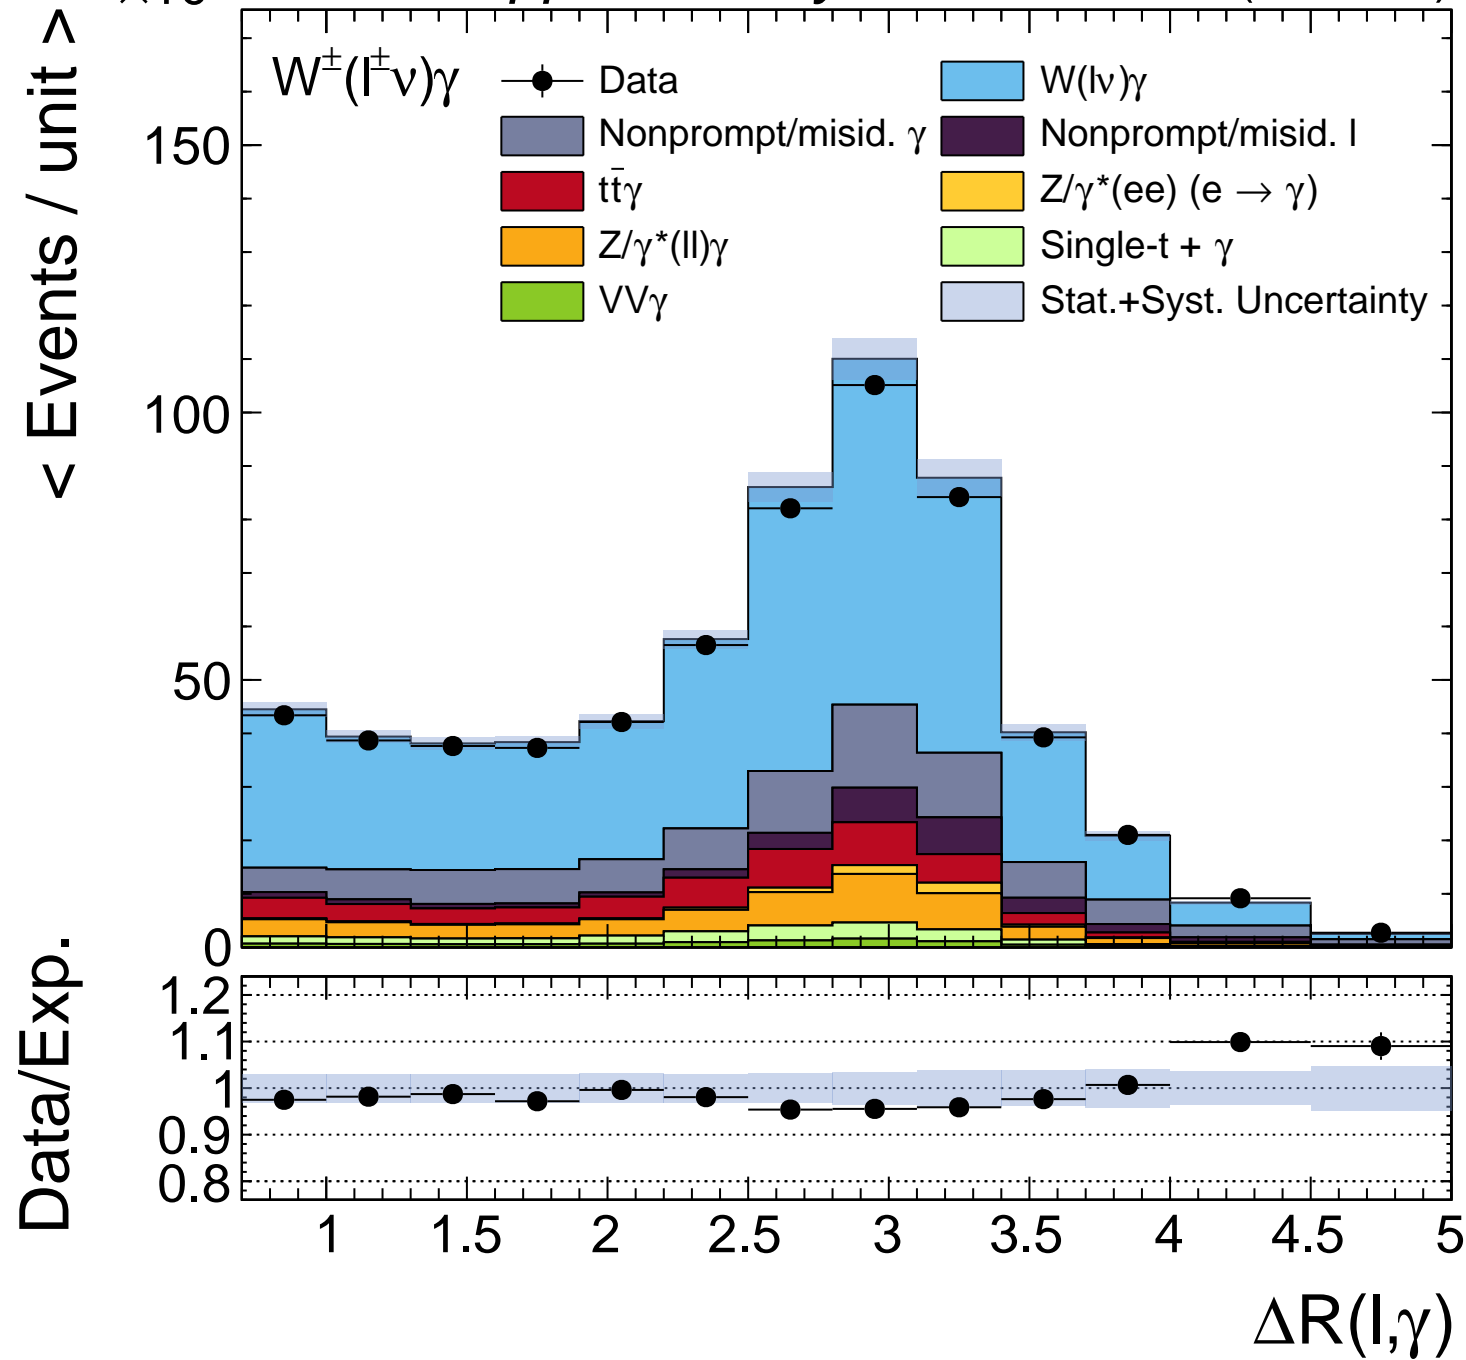 < Events / unit >
W±(l±ν)γ
Data
W(lν)γ
Nonprompt/misid. γ
Nonprompt/misid. l
tt̄γ
Z/γ*(ee) (e → γ)
Z/γ*(ll)γ
Single-t + γ
VVγ
Stat.+Syst. Uncertainty
150
100
50
0
Data/Exp.
1.2
1.1
1
0.9
0.8
1 1.5 2 2.5 3 3.5 4 4.5 5
ΔR(l,γ)